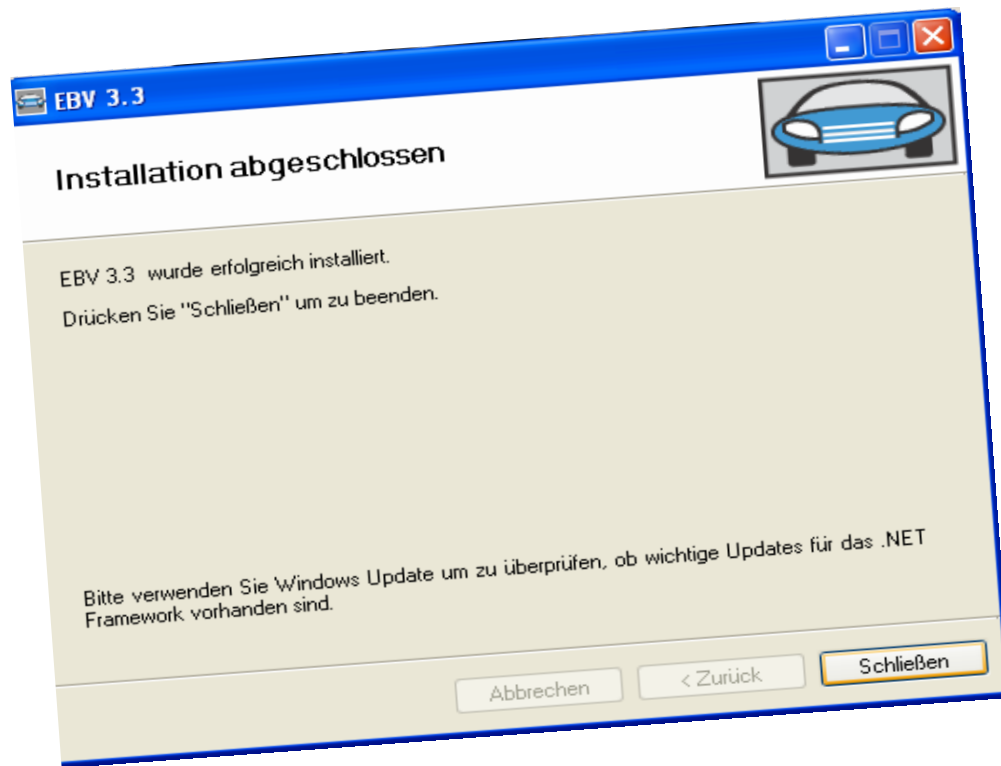 EBV 3.3
Installation abgeschlossen
EBV 3.3 wurde erfolgreich installiert.
Drücken Sie "Schließen" um zu beenden.
Bitte verwenden Sie Windows Update um zu überprüfen, ob wichtige Updates für das .NET
Framework vorhanden sind.
Abbrechen
< Zurück
Schließen